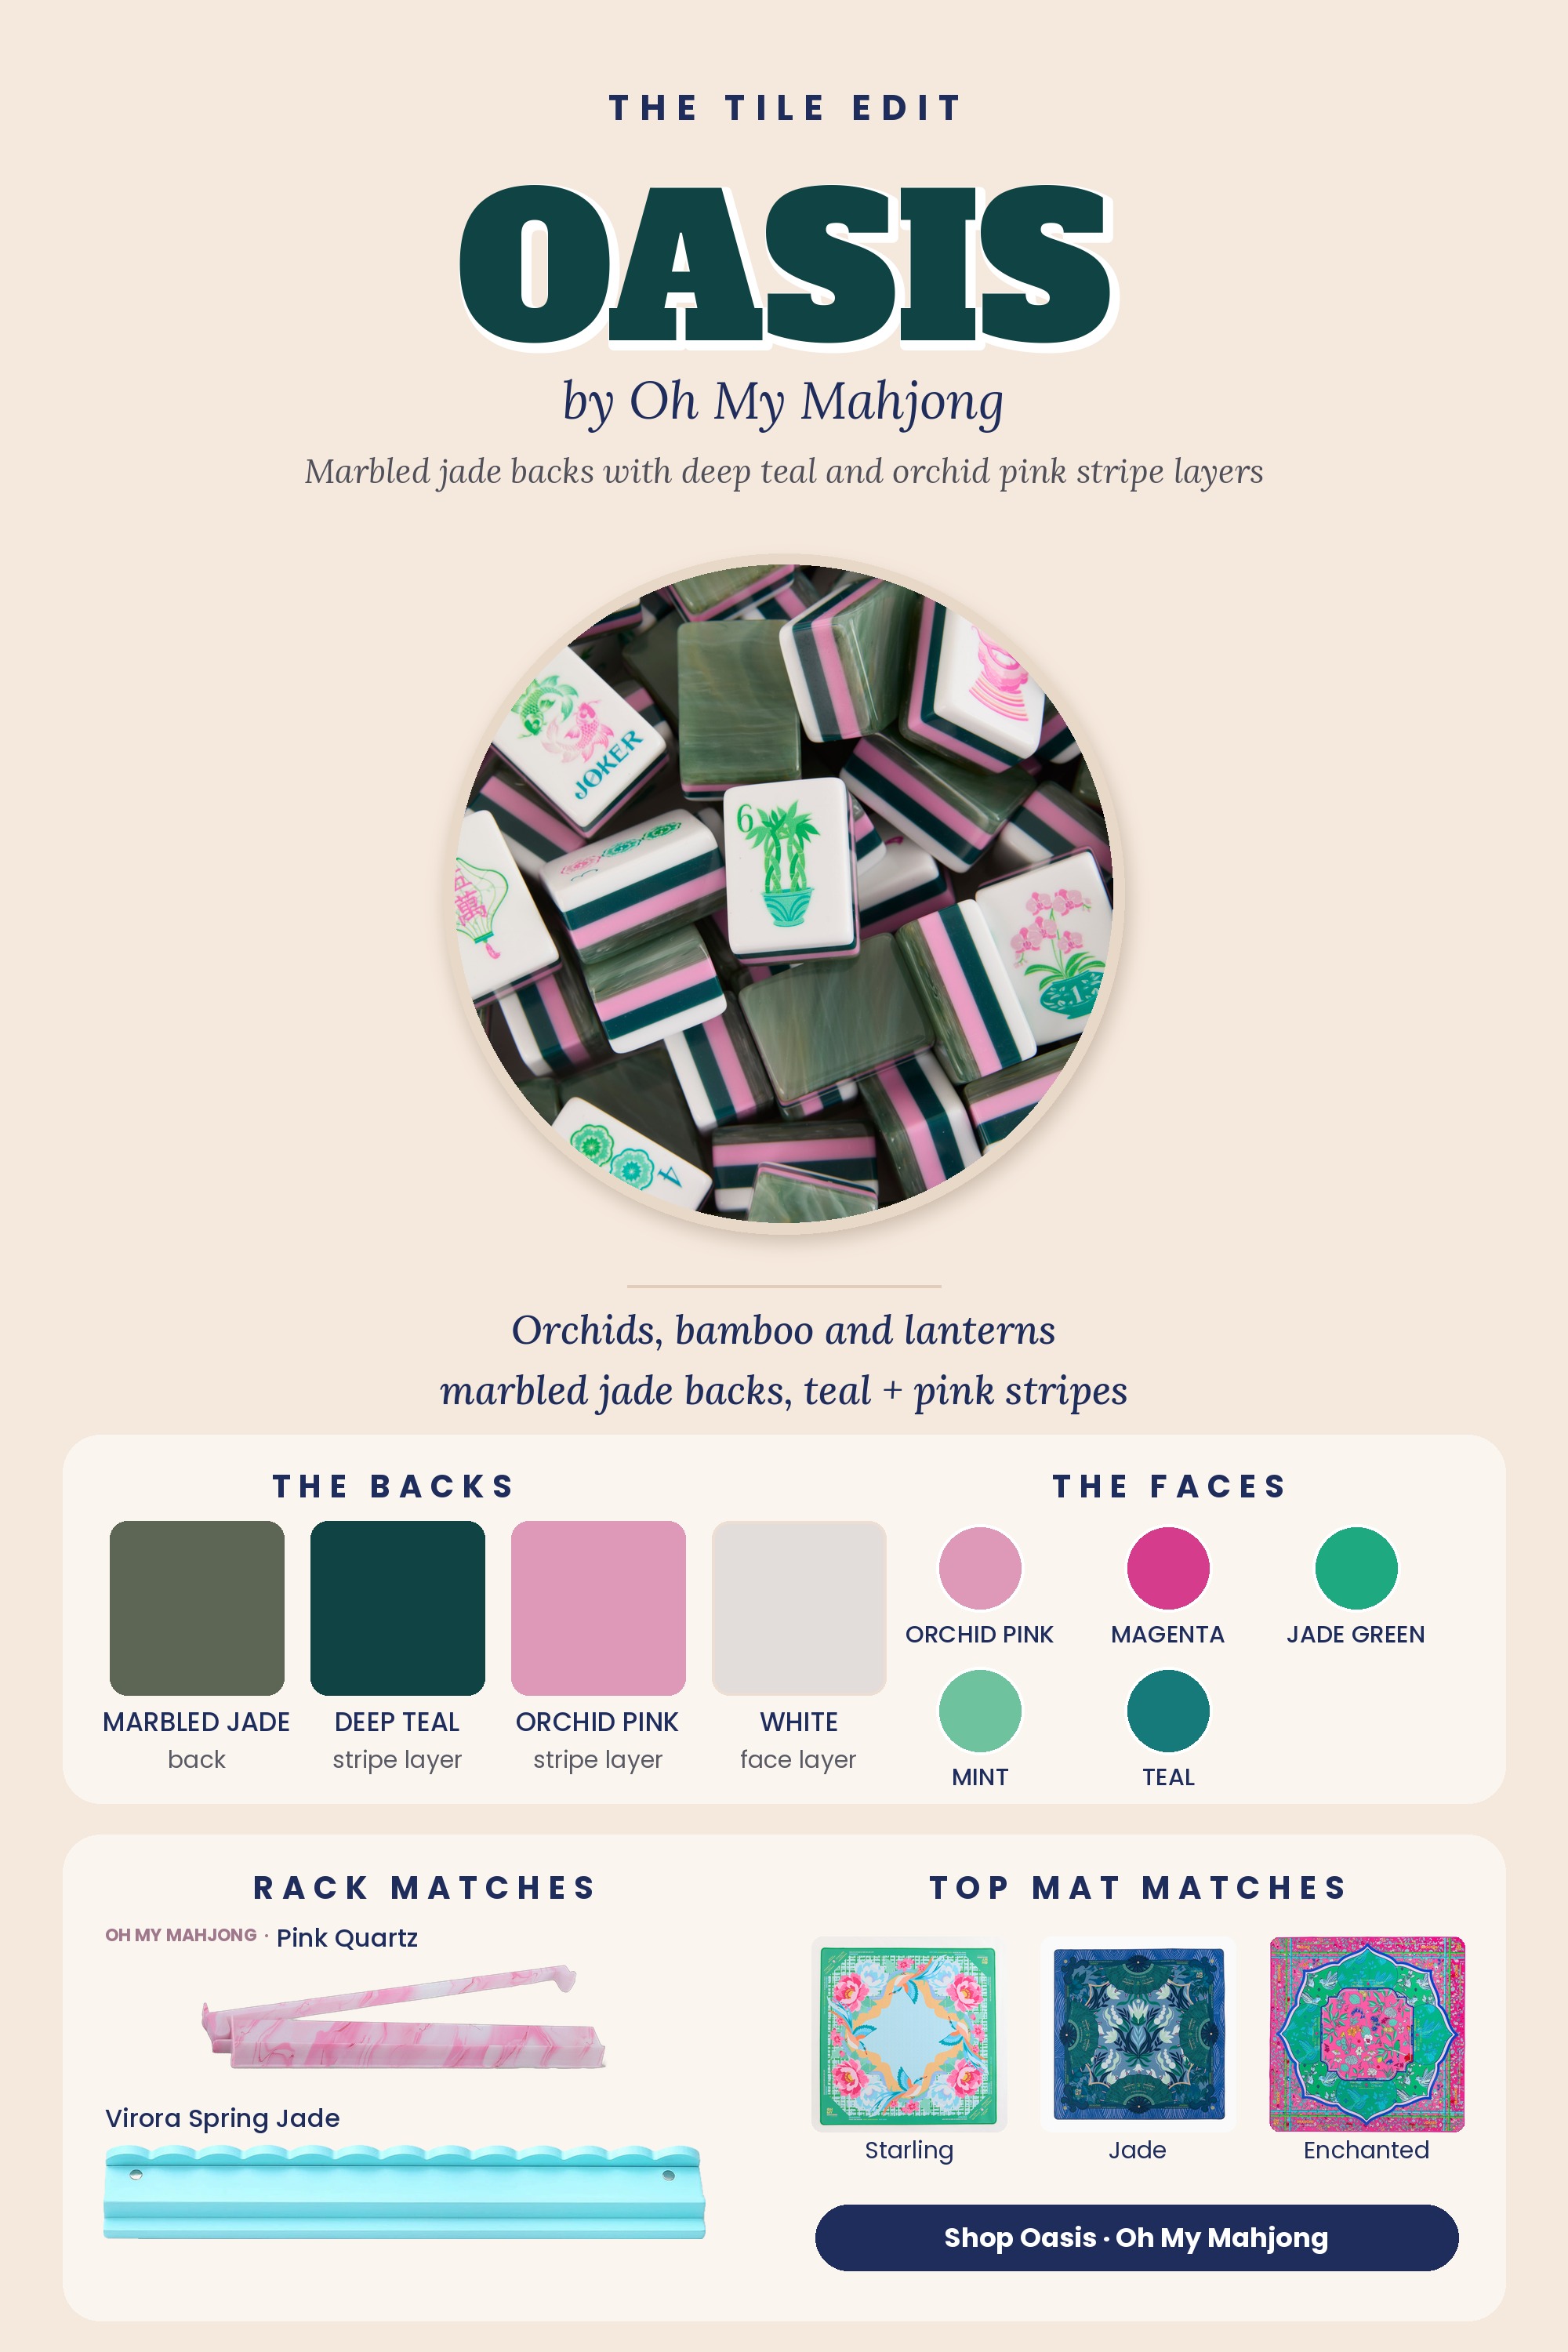 THE TILE EDIT
OASIS
by Oh My Mahjong
Marbled jade backs with deep teal and orchid pink stripe layers
JOKER
6
五萬
1
4
Orchids, bamboo and lanterns
marbled jade backs, teal + pink stripes
THE BACKS
MARBLED JADE
back
DEEP TEAL
stripe layer
ORCHID PINK
stripe layer
WHITE
face layer
THE FACES
ORCHID PINK
MAGENTA
JADE GREEN
MINT
TEAL
RACK MATCHES
OH MY MAHJONG · Pink Quartz
Virora Spring Jade
TOP MAT MATCHES
Starling
Jade
Enchanted
Shop Oasis · Oh My Mahjong